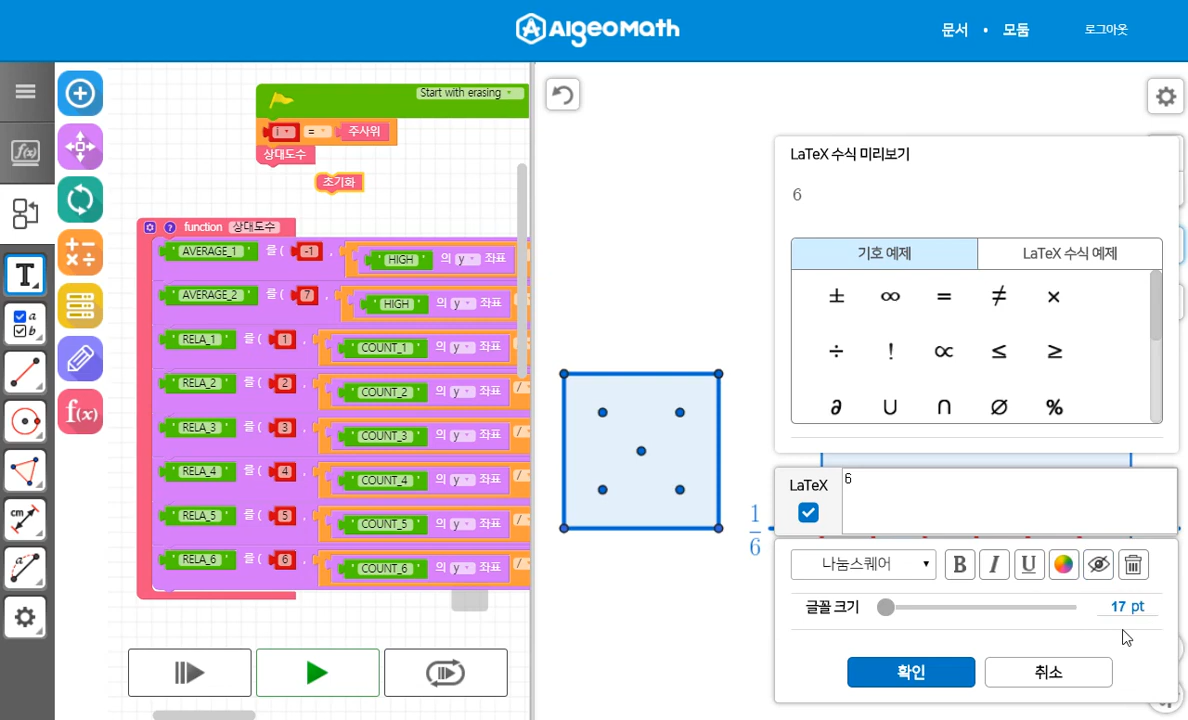 AlgeoMath
문서 • 모둠
로그아웃
Start with erasing
i = 주사위
상대도수
초기화
function 상대도수
' AVERAGE_1 ' 를 ( -1 , ' HIGH ' 의 y 좌표
' AVERAGE_2 ' 를 ( 7 , ' HIGH ' 의 y 좌표
' RELA_1 ' 를 ( 1 , ' COUNT_1 ' 의 y 좌표 /
' RELA_2 ' 를 ( 2 , ' COUNT_2 ' 의 y 좌표 /
' RELA_3 ' 를 ( 3 , ' COUNT_3 ' 의 y 좌표 /
' RELA_4 ' 를 ( 4 , ' COUNT_4 ' 의 y 좌표 /
' RELA_5 ' 를 ( 5 , ' COUNT_5 ' 의 y 좌표 /
' RELA_6 ' 를 ( 6 , ' COUNT_6 ' 의 y 좌표 /
f(x)
T
a
b
cm
a
f(x)
1
6
LaTeX 수식 미리보기
6
기호 예제 LaTeX 수식 예제
± ∞ = ≠ ×
÷ ! ∝ ≤ ≥
∂ ∪ ∩ ∅ %
LaTeX 6
나눔스퀘어 B I U
글꼴 크기 17 pt
확인 취소